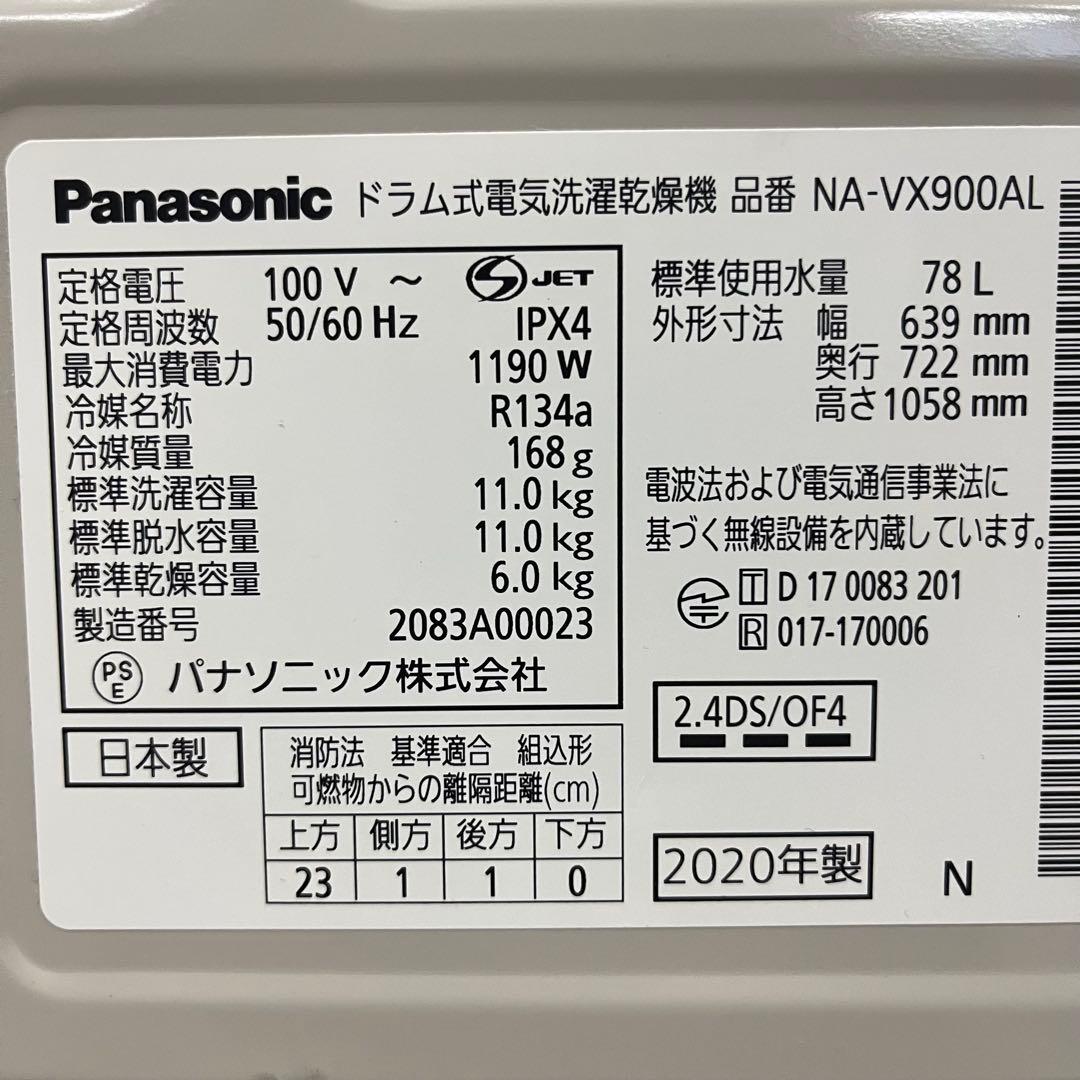 Panasonic ドラム式電気洗濯乾燥機 品番 NA-VX900AL
定格電圧 100 V ～ S JET
定格周波数 50/60 Hz IPX4
最大消費電力 1190 W
冷媒名称 R134a
冷媒質量 168 g
標準洗濯容量 11.0 kg
標準脱水容量 11.0 kg
標準乾燥容量 6.0 kg
製造番号 2083A00023
PS E パナソニック株式会社
標準使用水量 78 L
外形寸法 幅 639 mm
奥行 722 mm
高さ 1058 mm
電波法および電気通信事業法に
基づく無線設備を内蔵しています。
T D 17 0083 201
R 017-170006
2.4DS/OF4
日本製
消防法 基準適合 組込形
可燃物からの離隔距離(cm)
上方 側方 後方 下方
23 1 1 0
2020年製
N